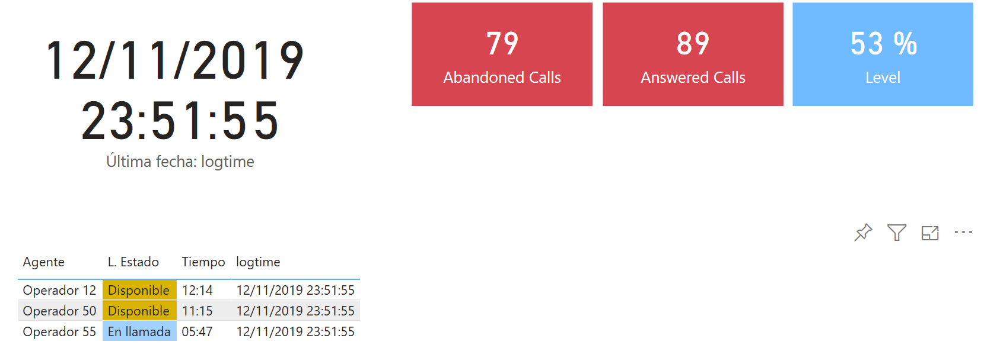 12/11/2019
23:51:55
Última fecha: logtime
79
Abandoned Calls
89
Answered Calls
53 %
Level
Agente L. Estado Tiempo logtime
Operador 12 Disponible 12:14 12/11/2019 23:51:55
Operador 50 Disponible 11:15 12/11/2019 23:51:55
Operador 55 En llamada 05:47 12/11/2019 23:51:55